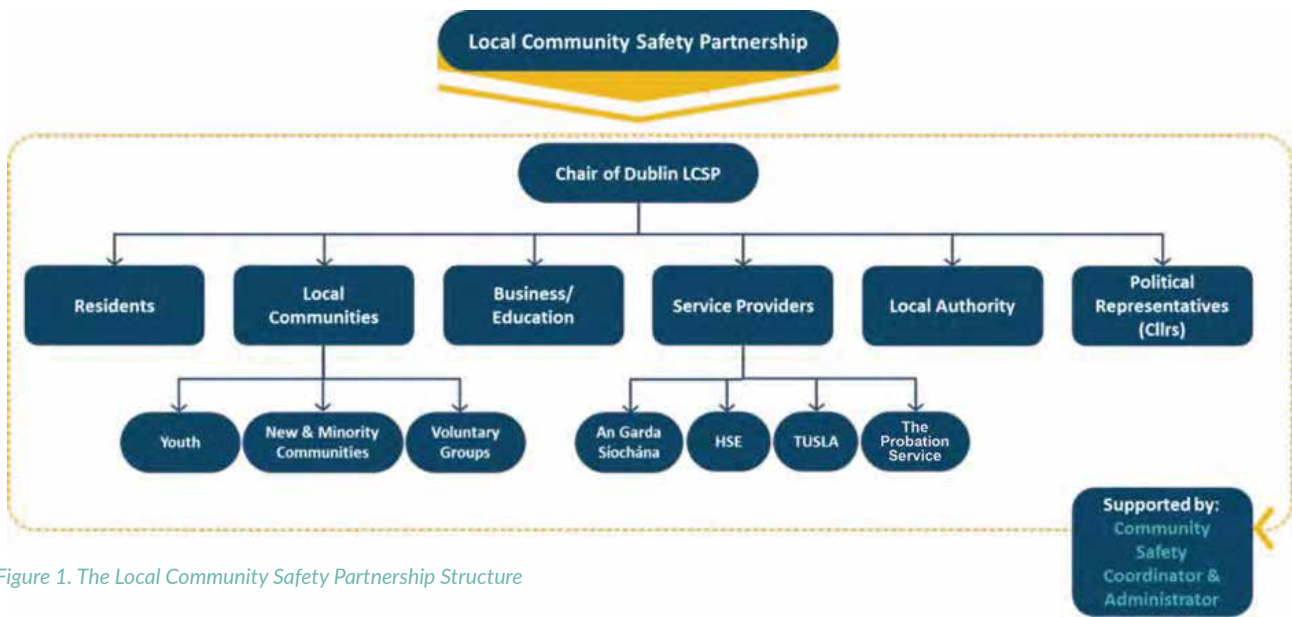 Local Community Safety Partnership
Chair of Dublin LCSP
Residents
Local
Communities
Business/
Education
Service Providers
Local Authority
Political
Representatives
(Cllrs)
Youth
New & Minority
Communities
Voluntary
Groups
An Garda
Síochána
HSE
TUSLA
The
Probation
Service
Supported by:
Community
Safety
Coordinator &
Administrator
Figure 1. The Local Community Safety Partnership Structure